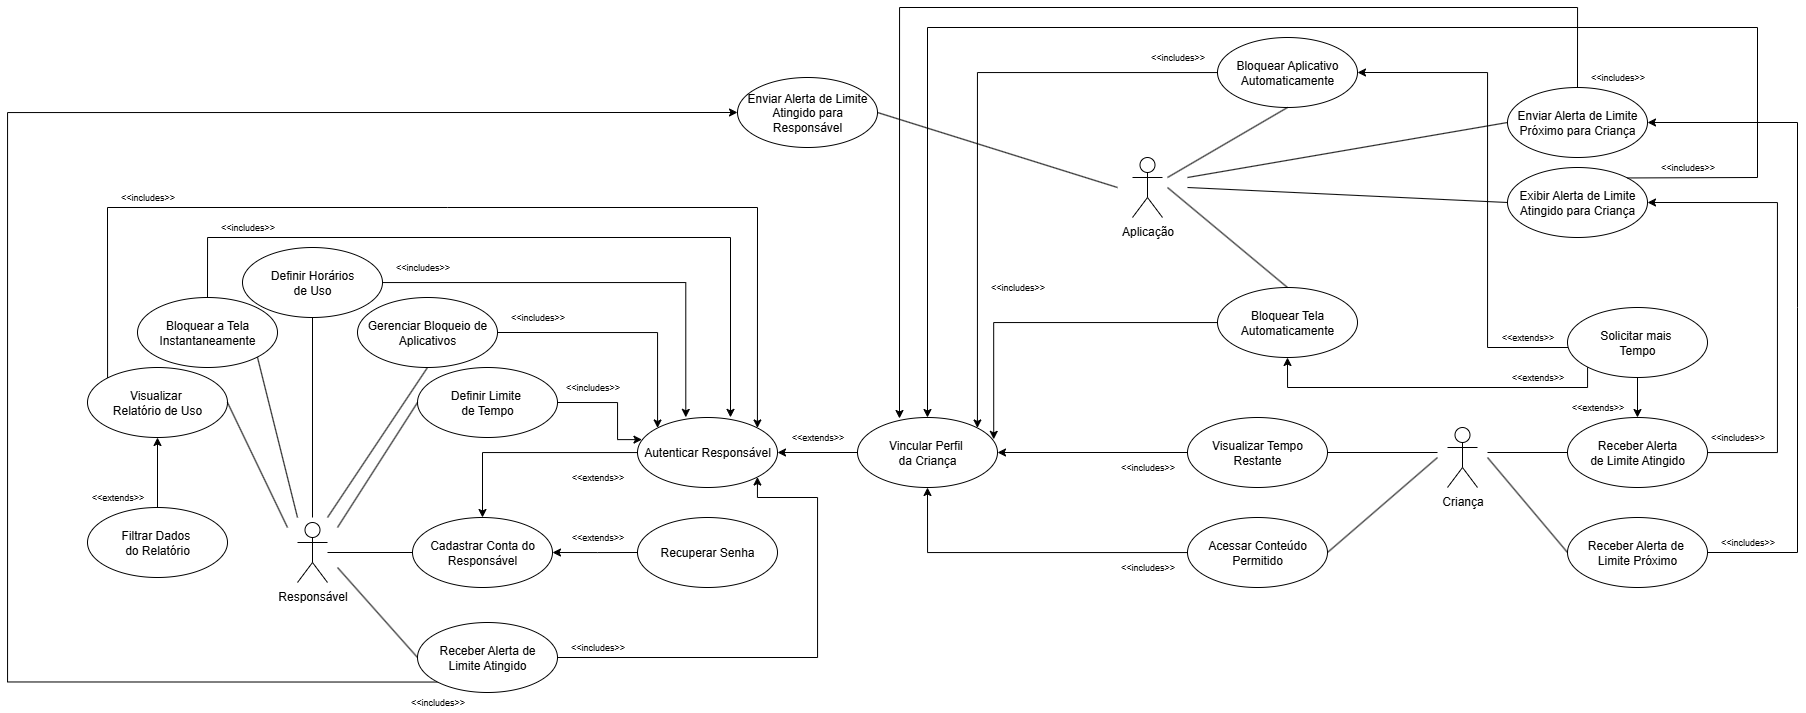 <<includes>>
Bloquear Aplicativo
Automaticamente
<<includes>>
Enviar Alerta de Limite
Atingido para
Responsável
Enviar Alerta de Limite
Próximo para Criança
<<includes>>
Exibir Alerta de Limite
Atingido para Criança
Aplicação
<<includes>>
<<includes>>
Definir Horários
de Uso
<<includes>>
<<includes>>
Bloquear Tela
Automaticamente
Bloquear a Tela
Instantaneamente
Gerenciar Bloqueio de
Aplicativos
<<includes>>
Solicitar mais
Tempo
<<extends>>
<<extends>>
Visualizar
Relatório de Uso
Definir Limite
de Tempo
<<includes>>
<<extends>>
Autenticar Responsável
<<extends>>
Vincular Perfil
da Criança
Visualizar Tempo
Restante
<<includes>>
Receber Alerta
de Limite Atingido
<<includes>>
<<extends>>
Criança
<<extends>>
Filtrar Dados
do Relatório
Cadastrar Conta do
Responsável
<<extends>>
Recuperar Senha
Acessar Conteúdo
Permitido
<<includes>>
Receber Alerta de
Limite Próximo
<<includes>>
Responsável
Receber Alerta de
Limite Atingido
<<includes>>
<<includes>>